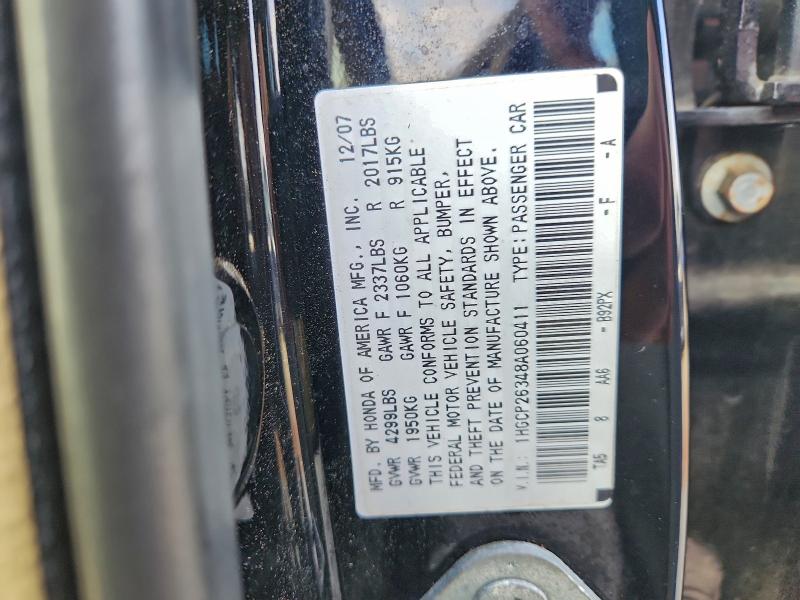 MFD. BY HONDA OF AMERICA MFG., INC. 12/07
GVWR 4299LBS GAWR F 2337LBS R 2017LBS
GVWR 1950KG GAWR F 1060KG R 915KG
THIS VEHICLE CONFORMS TO ALL APPLICABLE
FEDERAL MOTOR VEHICLE SAFETY, BUMPER,
AND THEFT PREVENTION STANDARDS IN EFFECT
ON THE DATE OF MANUFACTURE SHOWN ABOVE.
V.I.N.: 1HGCP26348A060411 TYPE: PASSENGER CAR
TA5 8 AA6 - B92PX - F - A